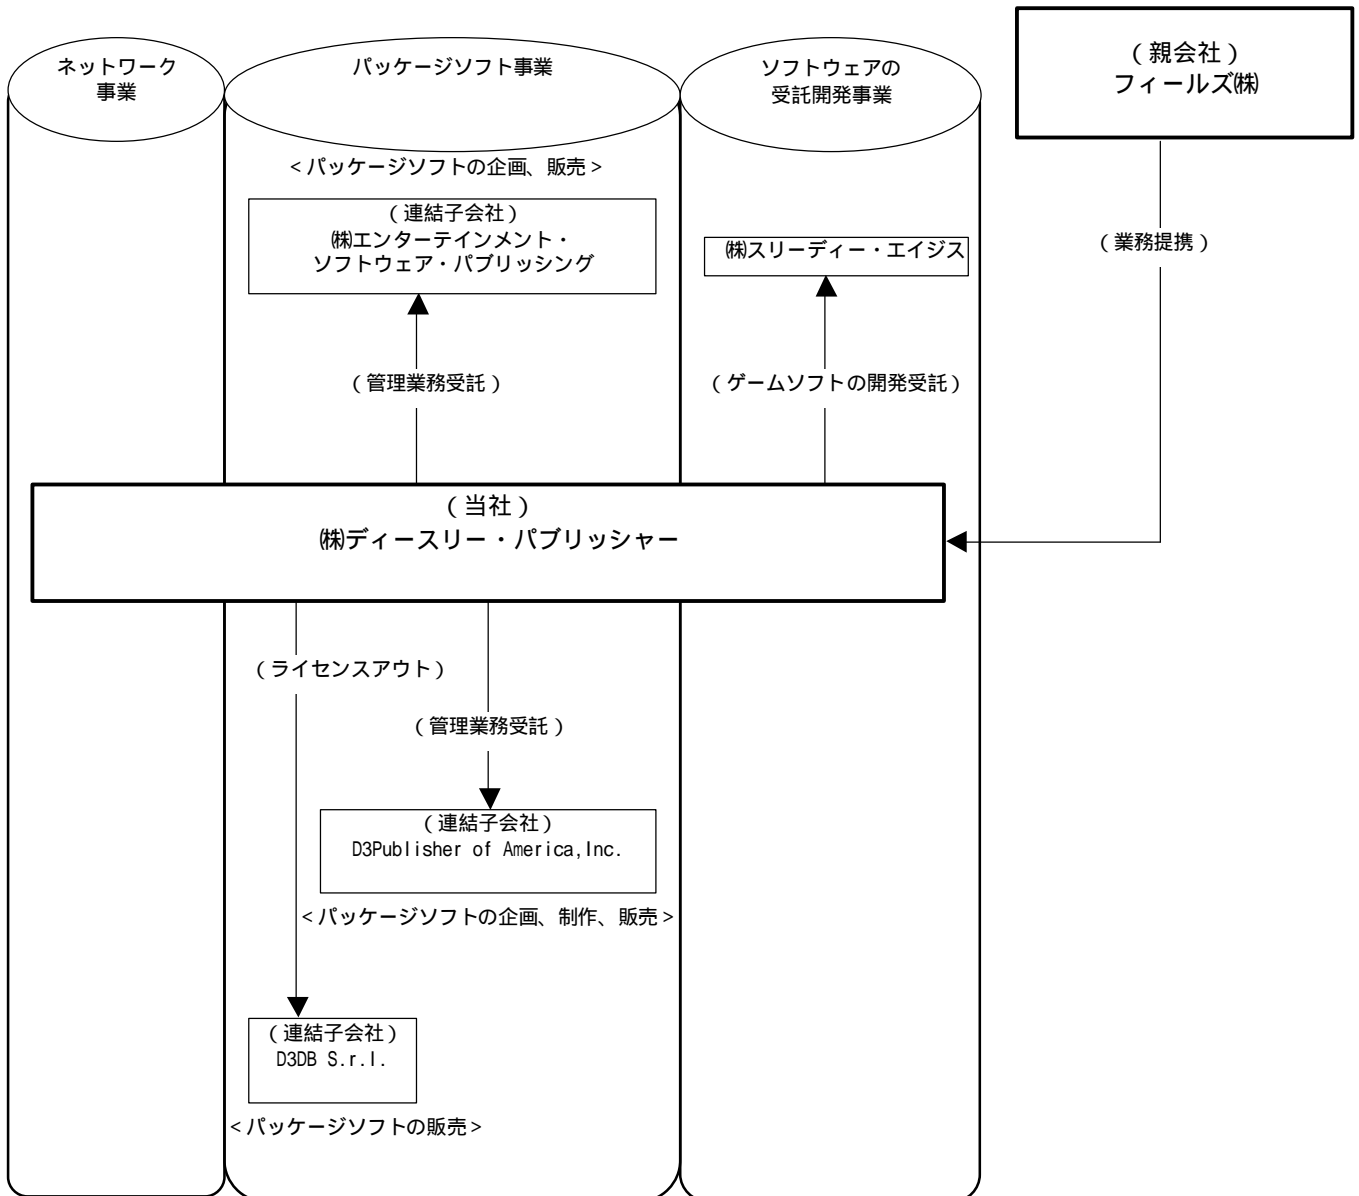 ネットワーク
事業
パッケージソフト事業
ソフトウェアの
受託開発事業
（親会社）
フィールズ㈱
<パッケージソフトの企画、販売>
（連結子会社）
㈱エンターテインメント・
ソフトウェア・パブリッシング
㈱スリーディー・エイジス
（業務提携）
（管理業務受託）
（ゲームソフトの開発受託）
（当社）
㈱ディースリー・パブリッシャー
（ライセンスアウト）
（管理業務受託）
（連結子会社）
D3Publisher of America,Inc.
<パッケージソフトの企画、制作、販売>
（連結子会社）
D3DB S.r.l.
<パッケージソフトの販売>